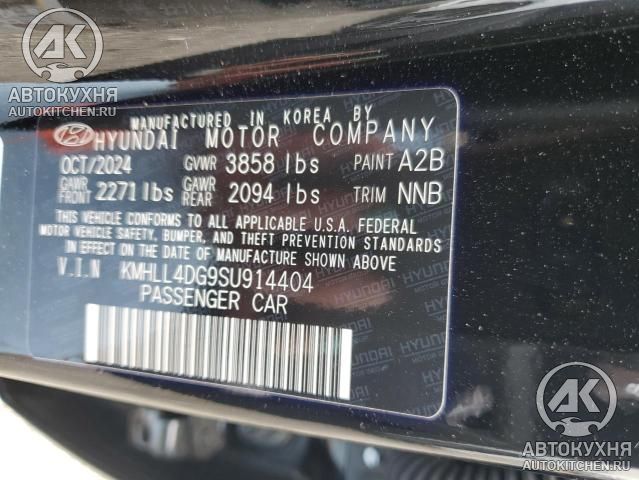 АВТОКУХНЯ
AUTOKITCHEN.RU
MANUFACTURED IN KOREA BY
HYUNDAI MOTOR COMPANY
OCT/2024 GVWR 3858 lbs PAINT A2B
GAWR FRONT 2271 lbs GAWR REAR 2094 lbs TRIM NNB
THIS VEHICLE CONFORMS TO ALL APPLICABLE U.S.A. FEDERAL
MOTOR VEHICLE SAFETY, BUMPER, AND THEFT PREVENTION STANDARDS
IN EFFECT ON THE DATE OF MANUFACTURE SHOWN ABOVE
V.I.N KMHLL4DG9SU914404
PASSENGER CAR
АВТОКУХНЯ
AUTOKITCHEN.RU